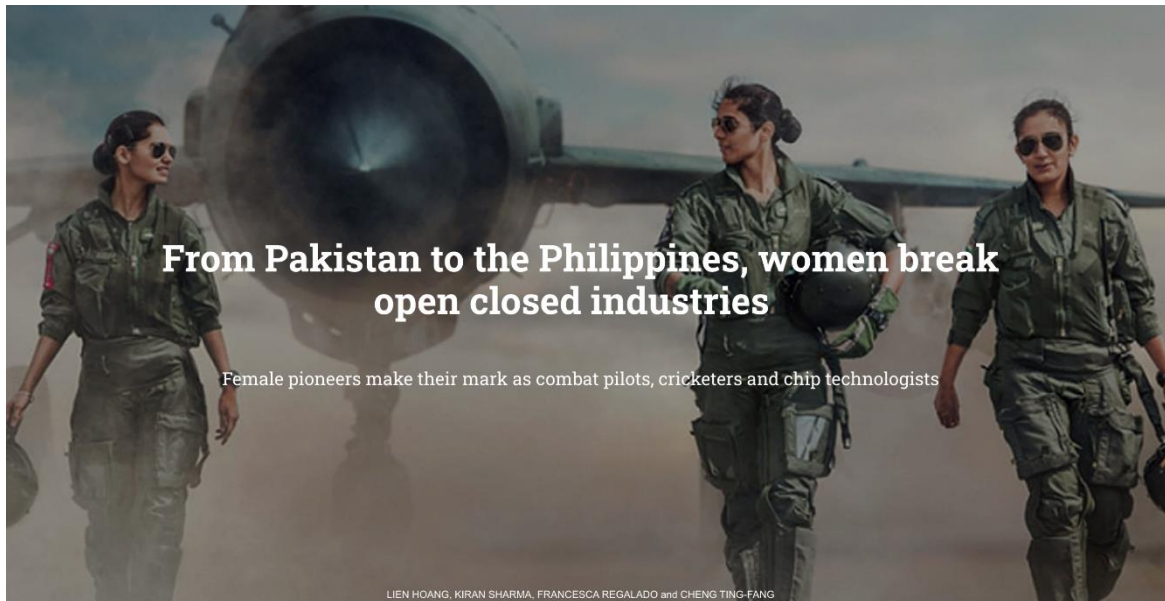 From Pakistan to the Philippines, women break
open closed industries
Female pioneers make their mark as combat pilots, cricketers and chip technologists
LIEN HOANG, KIRAN SHARMA, FRANCESCA REGALADO and CHENG TING-FANG